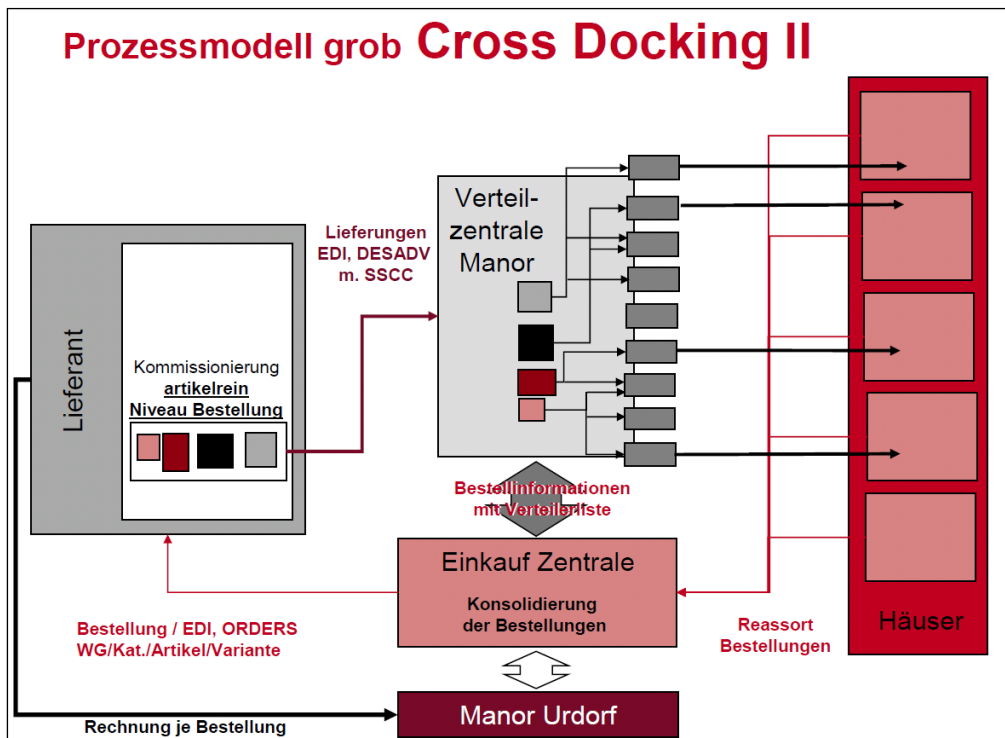 Prozessmodell grob Cross Docking II
Lieferungen
EDI, DESADV
m. SSCC
Verteil-
zentrale
Manor
Lieferant
Kommissionierung
artikelrein
Niveau Bestellung
Bestellinformationen
mit Verteilerliste
Einkauf Zentrale
Konsolidierung
der Bestellungen
Häuser
Reassort
Bestellungen
Bestellung / EDI, ORDERS
WG/Kat./Artikel/Variante
Rechnung je Bestellung
Manor Urdorf